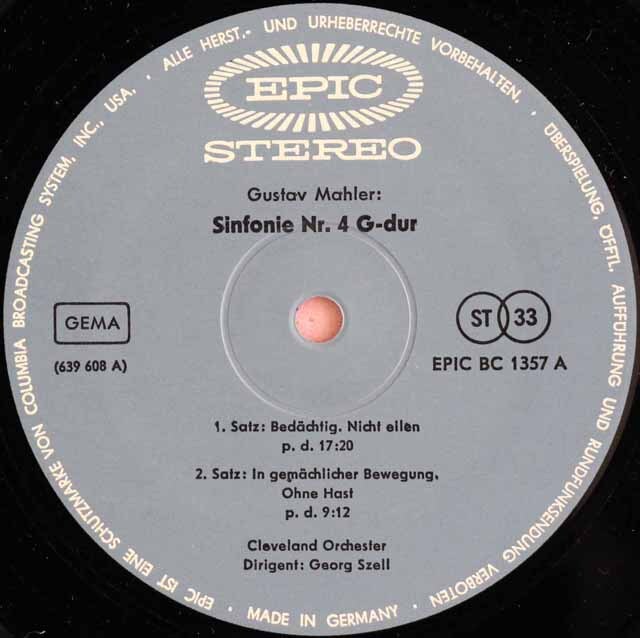 ALLE HERST.- UND URHEBERRECHTE VORBEHALTEN. · ÜBERSPIELUNG, ÖFFTL. AUFFÜHRUNG UND RUNDFUNKSENDUNG VERBOTEN
EPIC
STEREO
Gustav Mahler:
Sinfonie Nr. 4 G-dur
GEMA
(639 608 A)
ST 33
EPIC BC 1357 A
1. Satz: Bedächtig. Nicht eilen
p. d. 17:20
2. Satz: In gemächlicher Bewegung,
Ohne Hast
p. d. 9:12
Cleveland Orchester
Dirigent: Georg Szell
· MADE IN GERMANY · EPIC IST EINE SCHUTZMARKE VON COLUMBIA BROADCASTING SYSTEM, INC., USA. ·